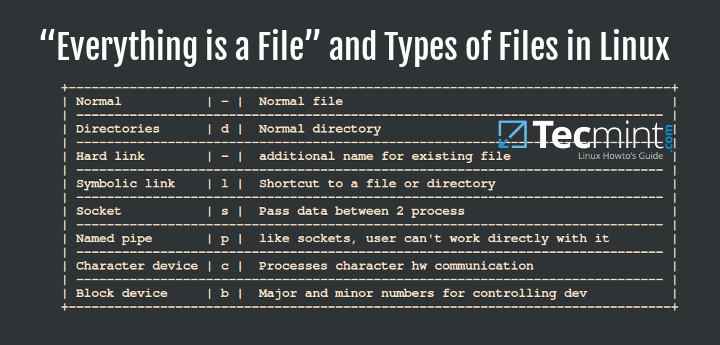 “Everything is a File” and Types of Files in Linux
+------------------------------------------------------------------------+
| Normal | - | Normal file |
| Directories | d | Normal directory |
Tecmint.com
| Hard link | - | additional name for existing file |
Linux Howto's Guide
| Symbolic link | l | Shortcut to a file or directory |
| Socket | s | Pass data between 2 process |
| Named pipe | p | like sockets, user can't work directly with it |
| Character device | c | Processes character hw communication |
| Block device | b | Major and minor numbers for controlling dev |
+------------------------------------------------------------------------+